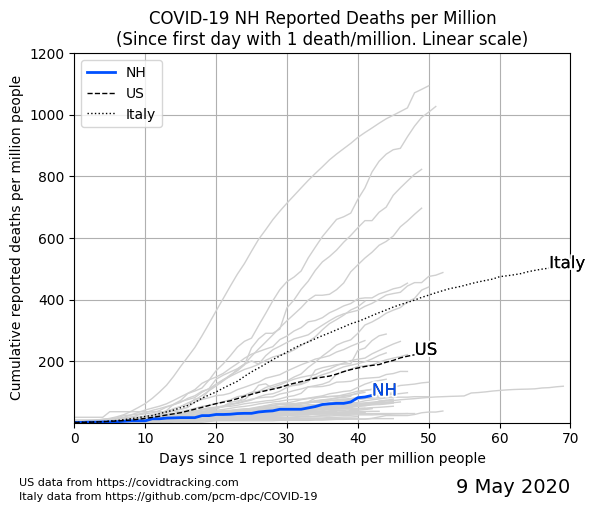 COVID-19 NH Reported Deaths per Million
(Since first day with 1 death/million. Linear scale)
1200
1000
800
600
400
200
Cumulative reported deaths per million people
NH
US
Italy
Italy
US
NH
0
10
20
30
40
50
60
70
Days since 1 reported death per million people
US data from https://covidtracking.com
Italy data from https://github.com/pcm-dpc/COVID-19
9 May 2020